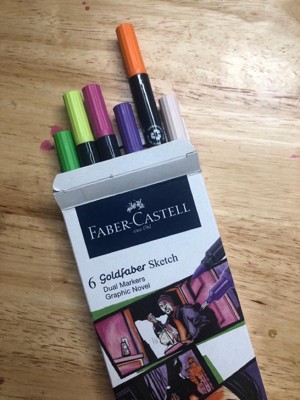 FABER-CASTELL
since 1761
6 Goldfaber Sketch
Dual Markers
Graphic Novel